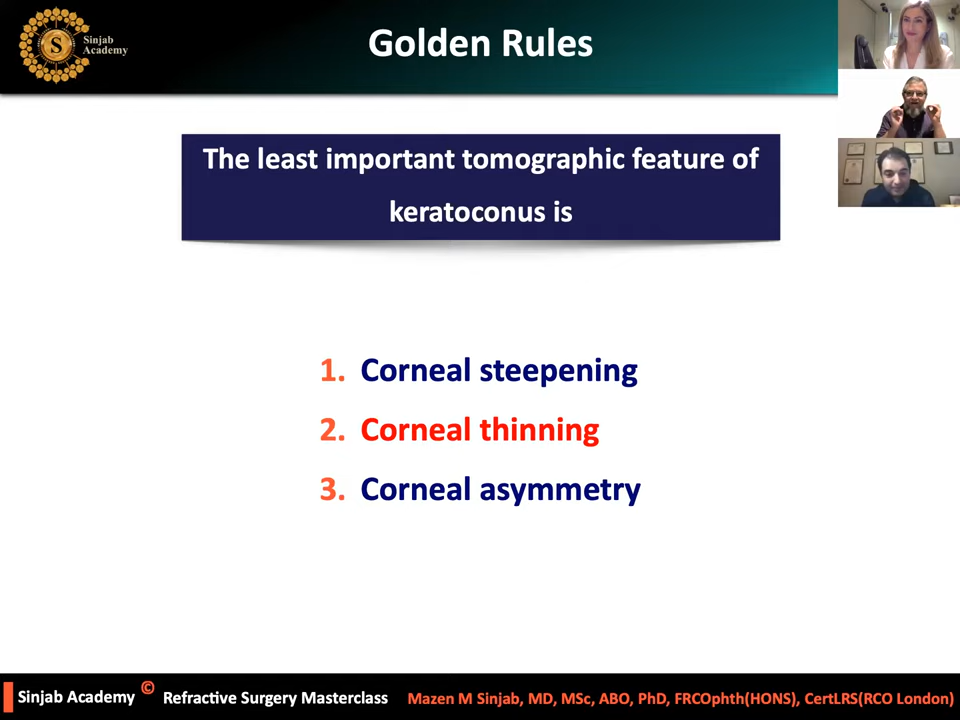 S
Sinjab
Academy
Golden Rules
The least important tomographic feature of
keratoconus is
1. Corneal steepening
2. Corneal thinning
3. Corneal asymmetry
Sinjab Academy © Refractive Surgery Masterclass Mazen M Sinjab, MD, MSc, ABO, PhD, FRCOphth(HONS), CertLRS(RCO London)